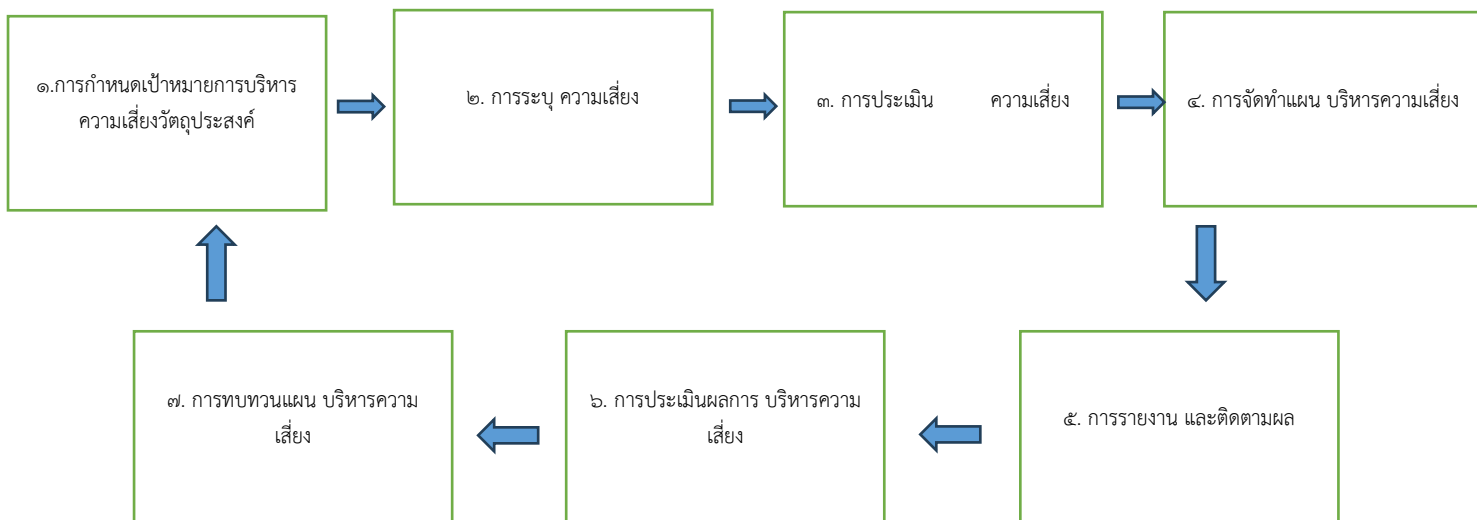 ๑.การกำหนดเป้าหมายการบริหาร
ความเสี่ยงวัตถุประสงค์
๒. การระบุ ความเสี่ยง
๓. การประเมิน ความเสี่ยง
๔. การจัดทำแผน บริหารความเสี่ยง
๕. การรายงาน และติดตามผล
๖. การประเมินผลการ บริหารความ
เสี่ยง
๗. การทบทวนแผน บริหารความ
เสี่ยง